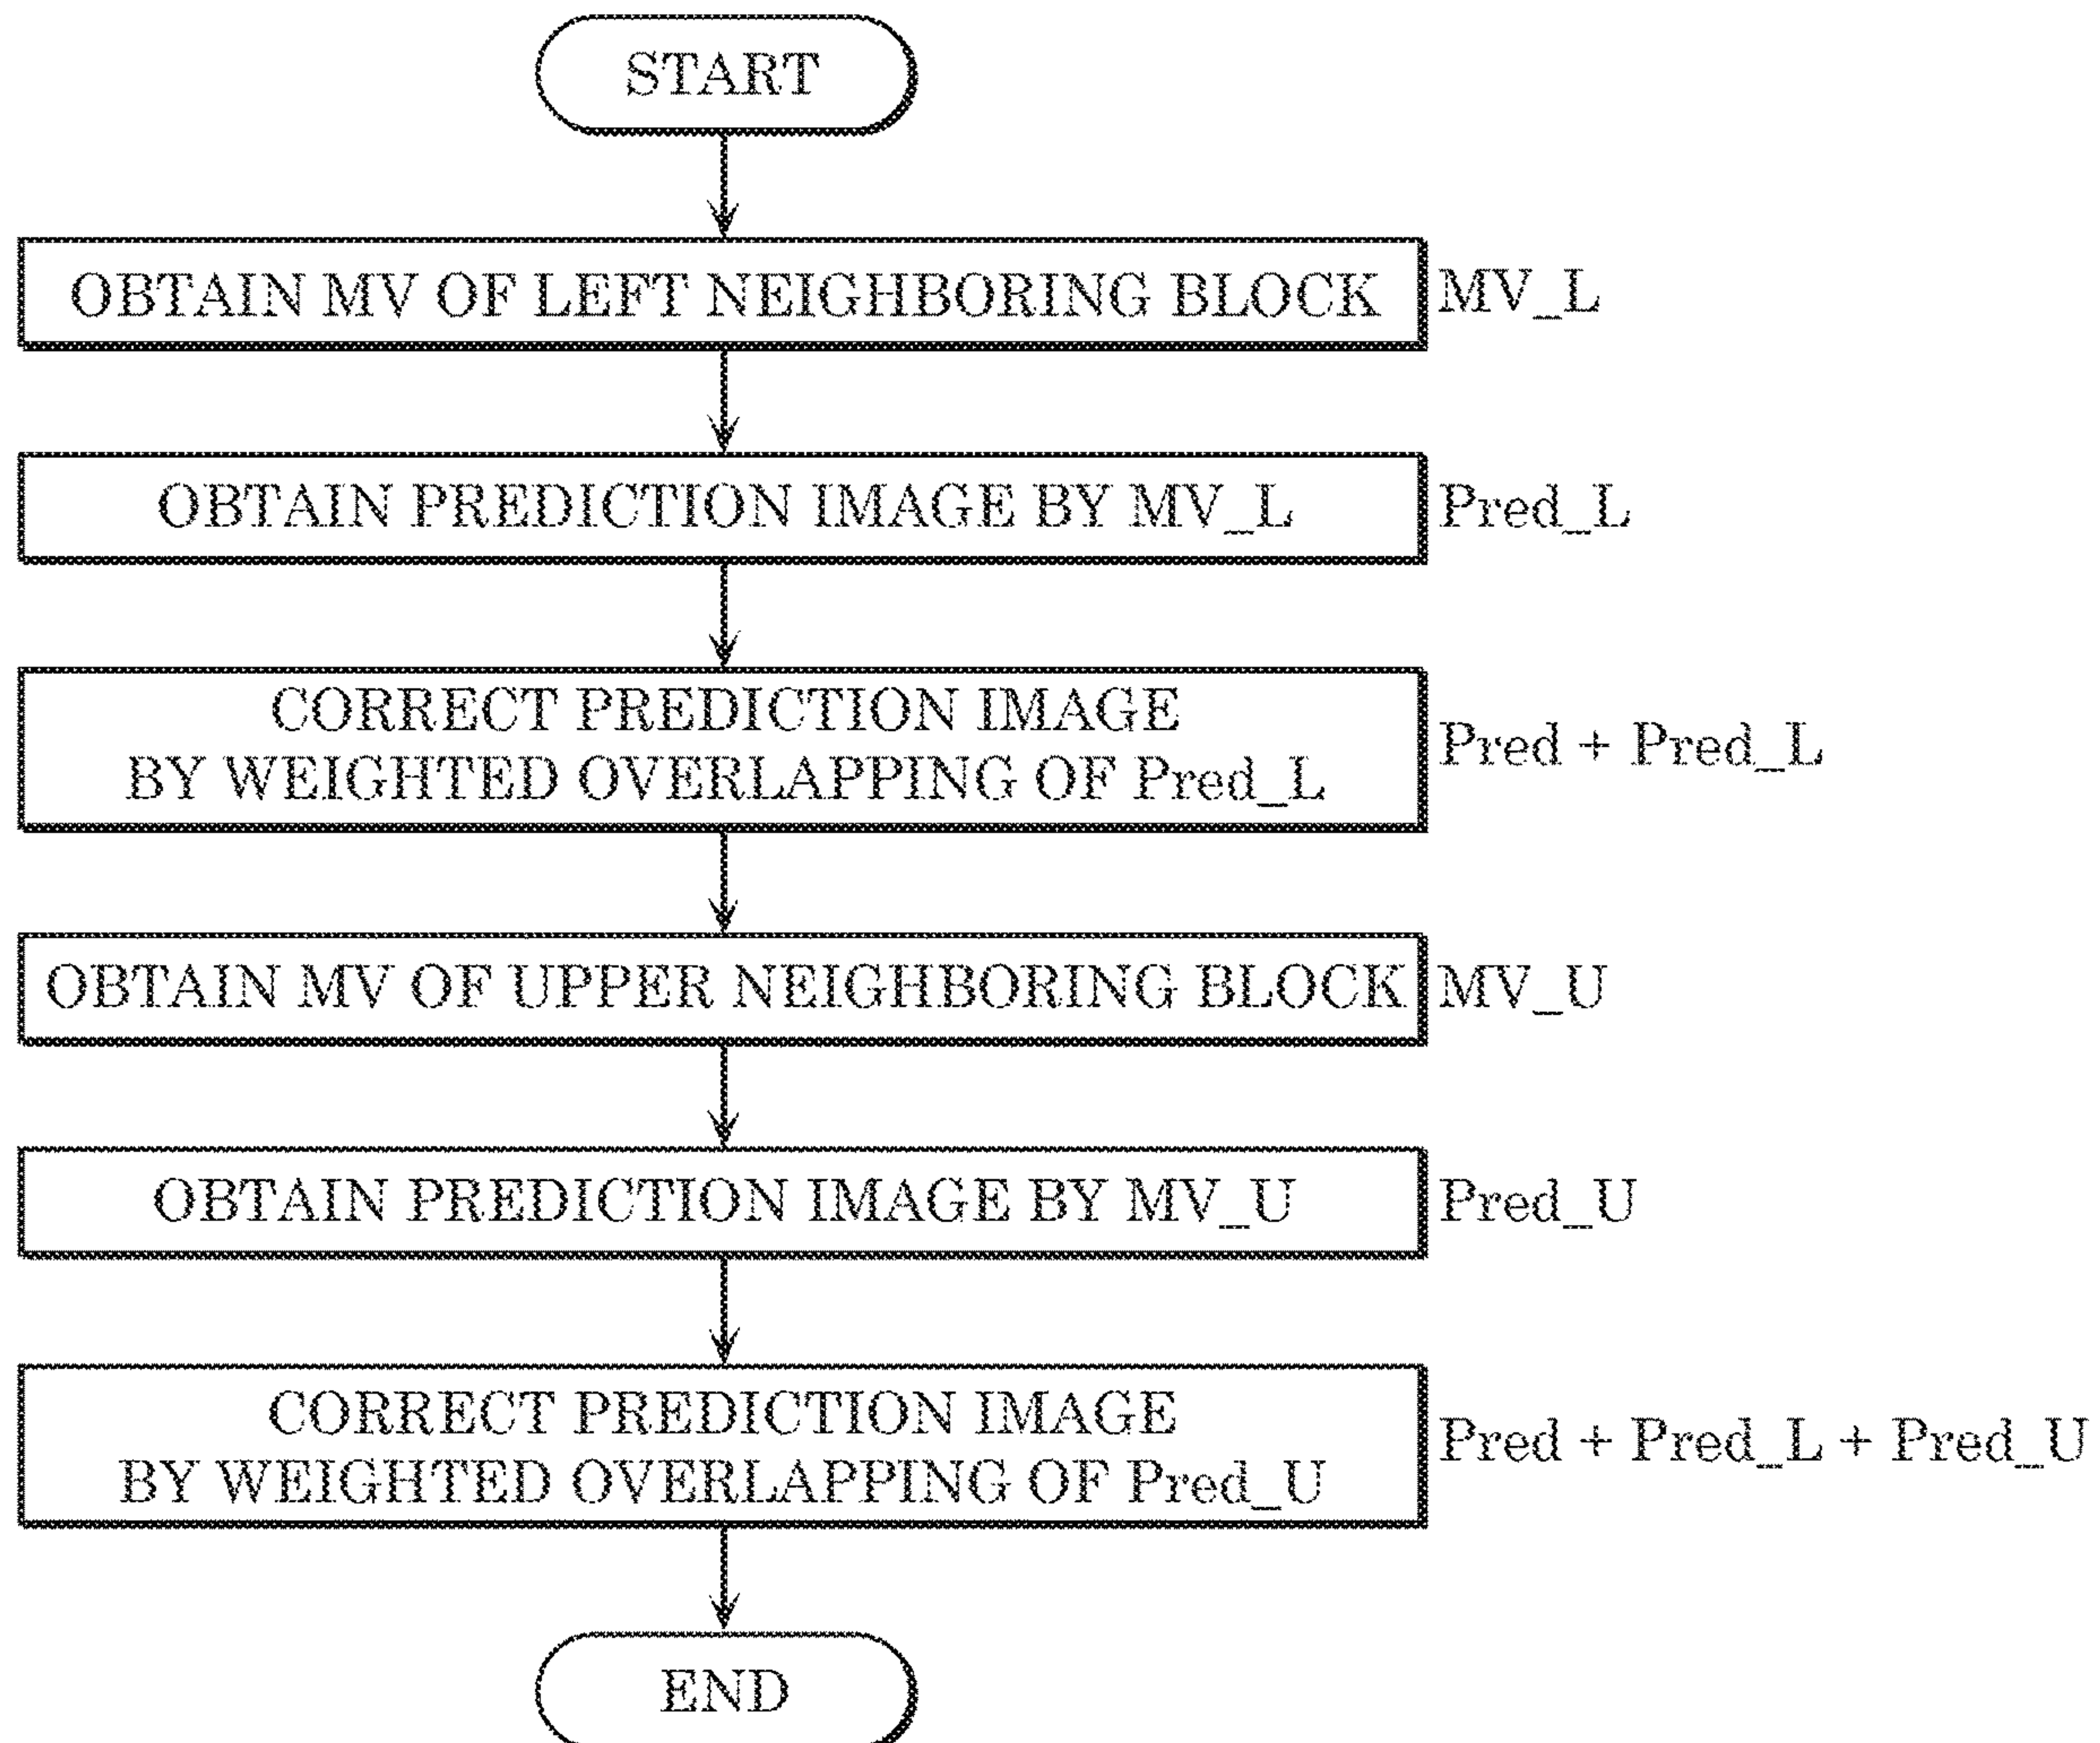 START
OBTAIN MV OF LEFT NEIGHBORING BLOCK
MV_L
OBTAIN PREDICTION IMAGE BY MV_L
Pred_L
CORRECT PREDICTION IMAGE
BY WEIGHTED OVERLAPPING OF Pred_L
Pred + Pred_L
OBTAIN MV OF UPPER NEIGHBORING BLOCK
MV_U
OBTAIN PREDICTION IMAGE BY MV_U
Pred_U
CORRECT PREDICTION IMAGE
BY WEIGHTED OVERLAPPING OF Pred_U
Pred + Pred_L + Pred_U
END